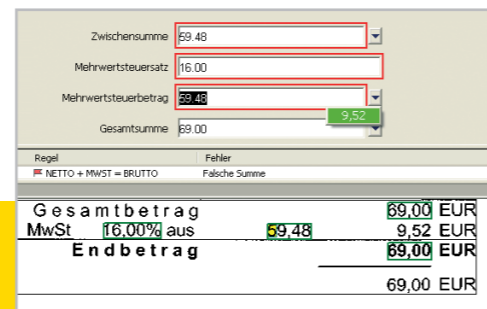 Zwischensumme 59.48
Mehrwertsteuersatz 16.00
Mehrwertsteuerbetrag 59.48
9,52
Gesamtsumme 69.00
Regel Fehler
NETTO + MWST = BRUTTO Falsche Summe
Gesamtbetrag 69,00 EUR
MwSt 16,00% aus 59,48 9,52 EUR
Endbetrag 69,00 EUR
69,00 EUR